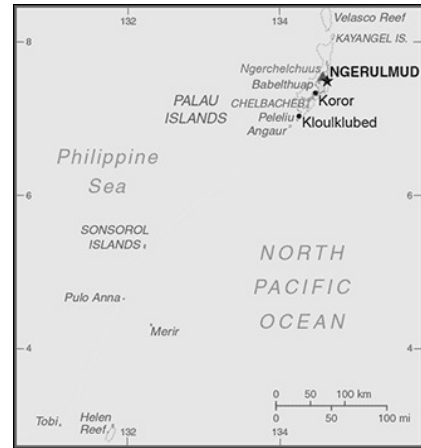 132
134
Velasco Reef
8
KAYANGEL IS.
Ngerchelchuus
NGERULMUD
Babelthuap
PALAU
ISLANDS
CHELBACHEB
Koror
Peleliu
Kloulklubed
Angaur
Philippine
Sea
6
6
SONSOROL
ISLANDS
NORTH
PACIFIC
OCEAN
Pulo Anna
Merir
4
4
0 50 100 km
0 50 100 mi
Tobi
Helen
Reef
132
134